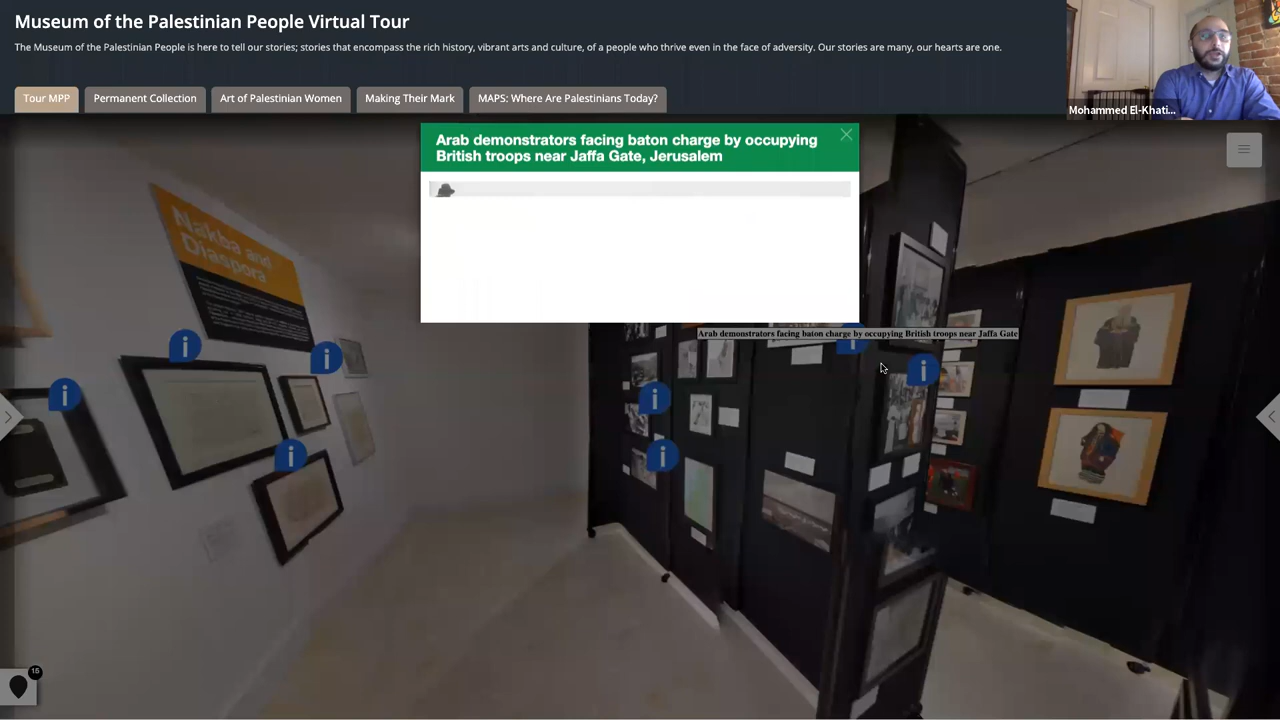 Museum of the Palestinian People Virtual Tour
The Museum of the Palestinian People is here to tell our stories; stories that encompass the rich history, vibrant arts and culture, of a people who thrive even in the face of adversity. Our stories are many, our hearts are one.
Mohammed El-Khati...
Tour MPP
Permanent Collection
Art of Palestinian Women
Making Their Mark
MAPS: Where Are Palestinians Today?
Arab demonstrators facing baton charge by occupying
British troops near Jaffa Gate, Jerusalem
Nakba and
Diaspora
Arab demonstrators facing baton charge by occupying British troops near Jaffa Gate
i
i
i
i
i
i
i
i
15